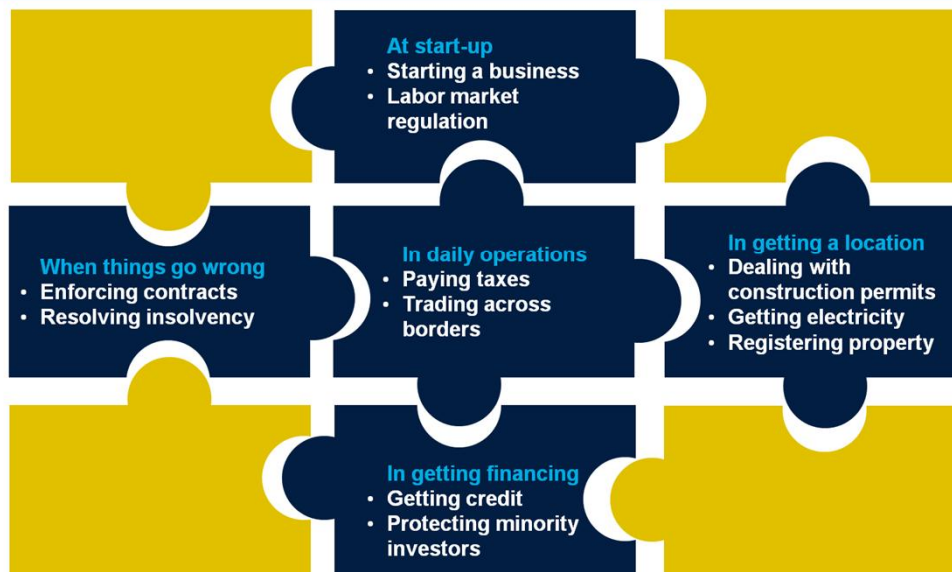 At start-up
• Starting a business
• Labor market
regulation
When things go wrong
• Enforcing contracts
• Resolving insolvency
In daily operations
• Paying taxes
• Trading across
borders
In getting a location
• Dealing with
construction permits
• Getting electricity
• Registering property
In getting financing
• Getting credit
• Protecting minority
investors